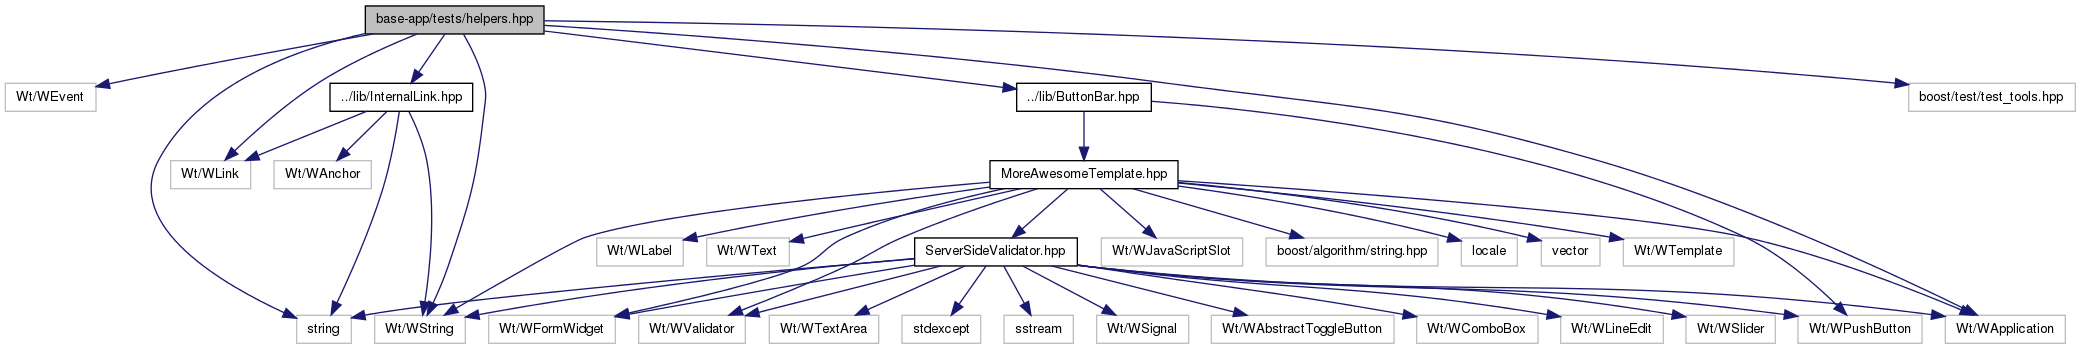 base-app/tests/helpers.hpp
Wt/WEvent
../lib/InternalLink.hpp
../lib/ButtonBar.hpp
boost/test/test_tools.hpp
Wt/WLink
Wt/WAnchor
MoreAwesomeTemplate.hpp
Wt/WLabel
Wt/WText
ServerSideValidator.hpp
Wt/WJavaScriptSlot
boost/algorithm/string.hpp
locale
vector
Wt/WTemplate
string
Wt/WString
Wt/WFormWidget
Wt/WValidator
Wt/WTextArea
stdexcept
sstream
Wt/WSignal
Wt/WAbstractToggleButton
Wt/WComboBox
Wt/WLineEdit
Wt/WSlider
Wt/WPushButton
Wt/WApplication